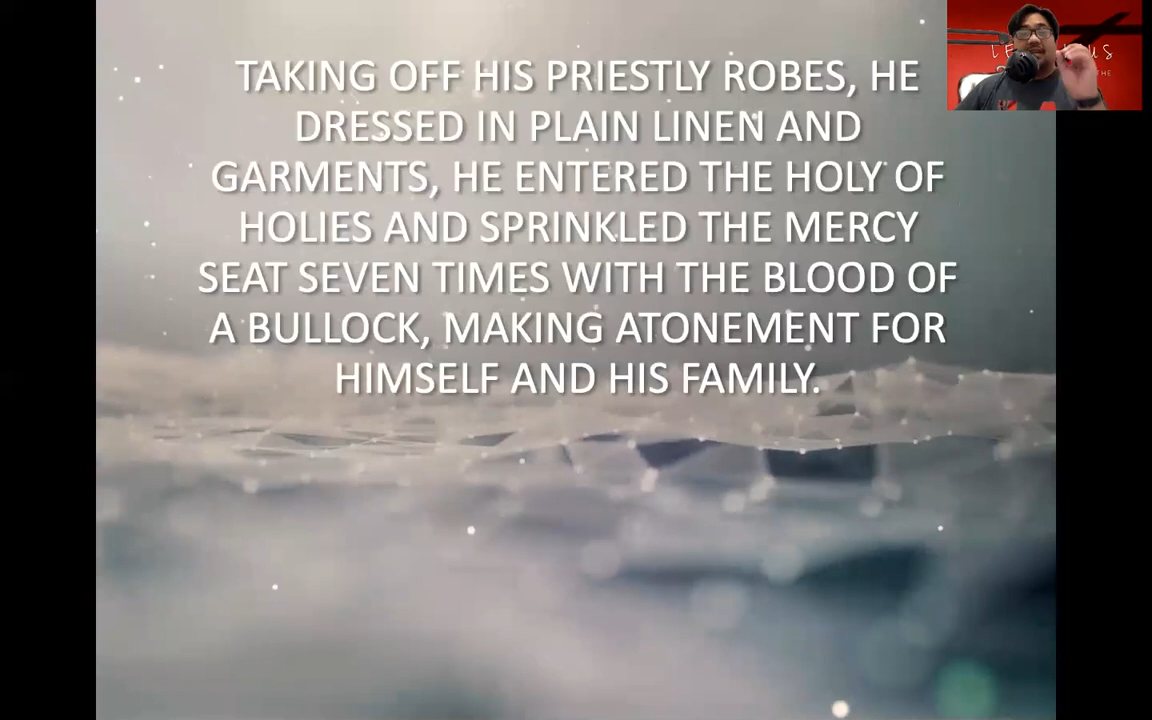 TAKING OFF HIS PRIESTLY ROBES, HE
DRESSED IN PLAIN LINEN AND
GARMENTS, HE ENTERED THE HOLY OF
HOLIES AND SPRINKLED THE MERCY
SEAT SEVEN TIMES WITH THE BLOOD OF
A BULLOCK, MAKING ATONEMENT FOR
HIMSELF AND HIS FAMILY.